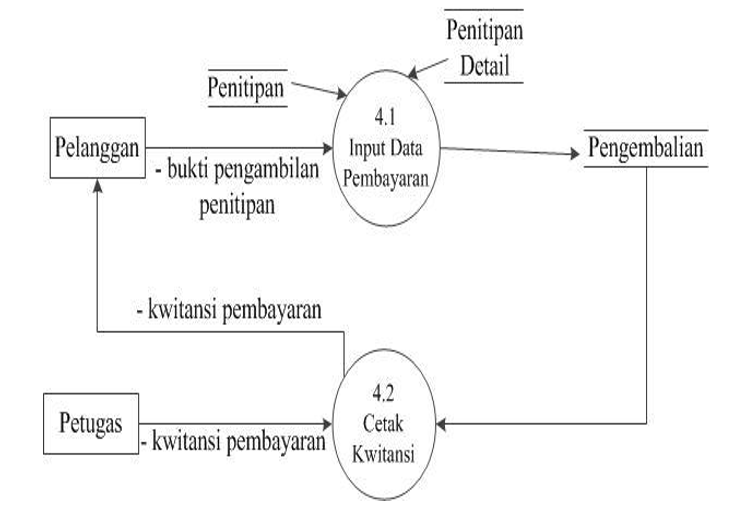 Penitipan
Detail
Penitipan
4.1
Input Data
Pembayaran
Pelanggan
- bukti pengambilan
penitipan
Pengembalian
- kwitansi pembayaran
4.2
Cetak
Kwitansi
Petugas
- kwitansi pembayaran